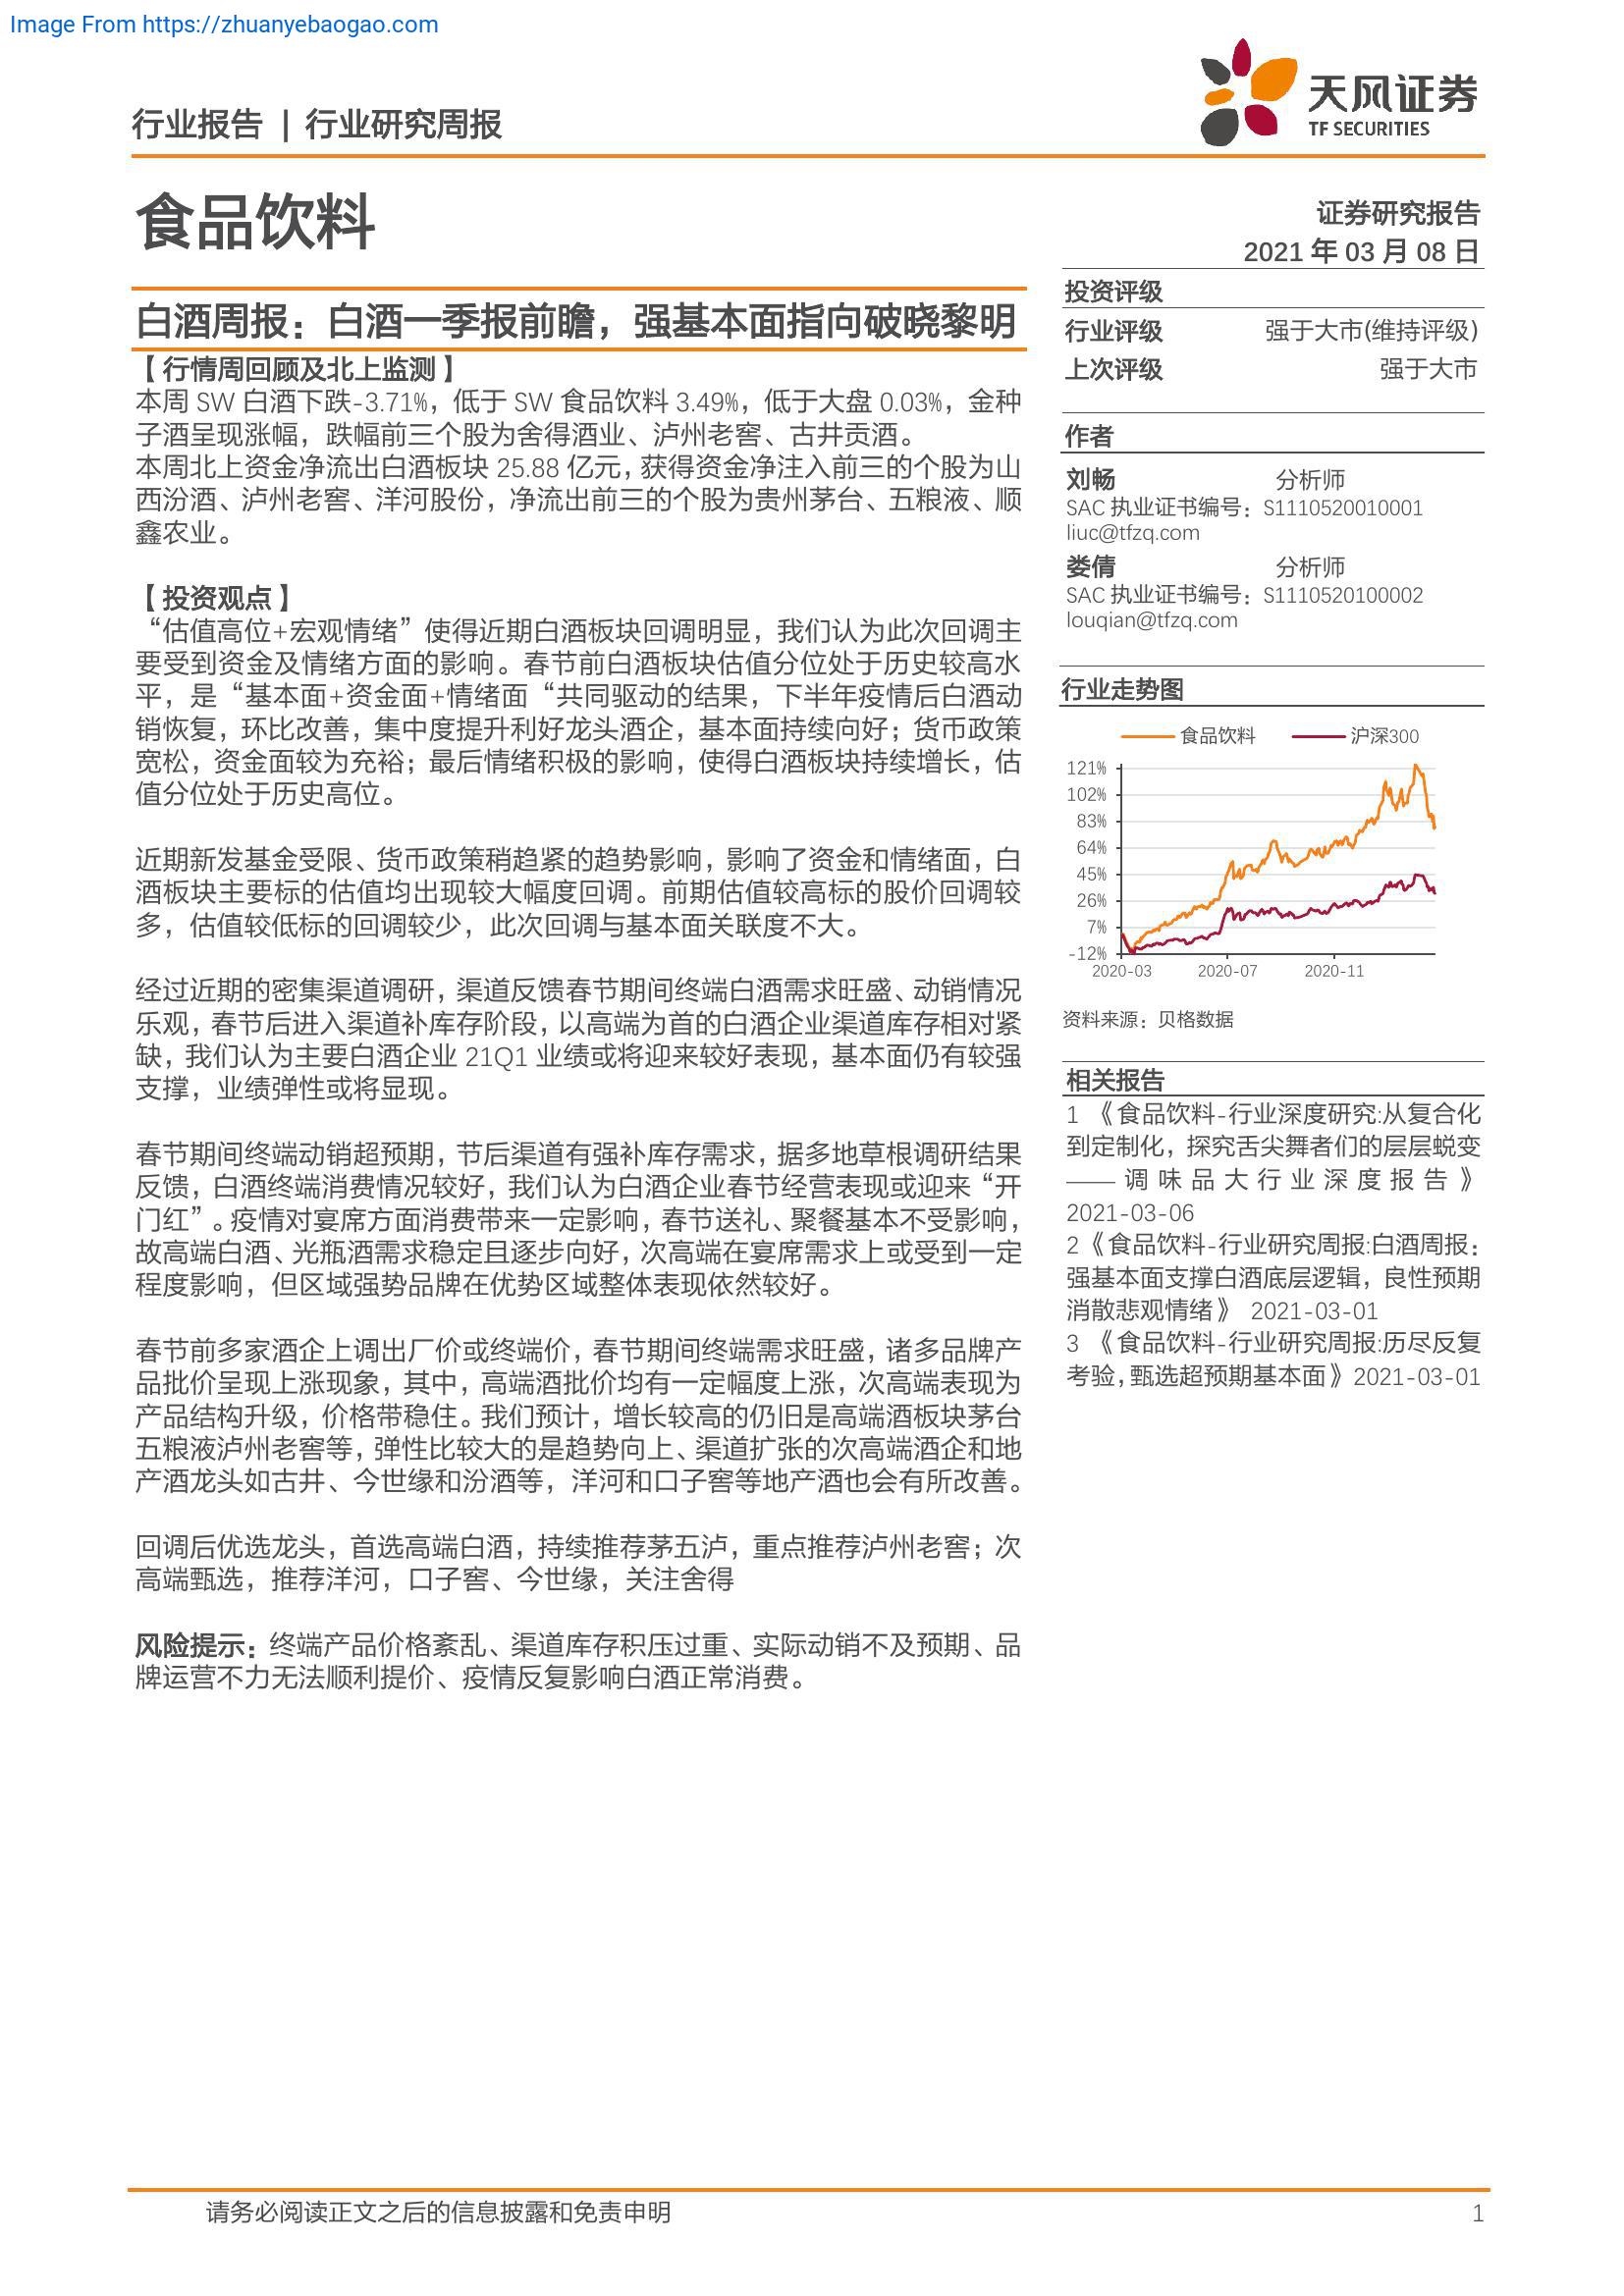 Image From https://zhuanyebaogao.com
行业报告 | 行业研究周报
天风证券
TF SECURITIES
食品饮料
证券研究报告
2021 年 03 月 08 日
白酒周报：白酒一季报前瞻，强基本面指向破晓黎明
【行情周回顾及北上监测】
本周 SW 白酒下跌-3.71%，低于 SW 食品饮料 3.49%，低于大盘 0.03%，金种
子酒呈现涨幅，跌幅前三个股为舍得酒业、泸州老窖、古井贡酒。
本周北上资金净流出白酒板块 25.88 亿元，获得资金净注入前三的个股为山
西汾酒、泸州老窖、洋河股份，净流出前三的个股为贵州茅台、五粮液、顺
鑫农业。
【投资观点】
“估值高位+宏观情绪”使得近期白酒板块回调明显，我们认为此次回调主
要受到资金及情绪方面的影响。春节前白酒板块估值分位处于历史较高水
平，是“基本面+资金面+情绪面“共同驱动的结果，下半年疫情后白酒动
销恢复，环比改善，集中度提升利好龙头酒企，基本面持续向好；货币政策
宽松，资金面较为充裕；最后情绪积极的影响，使得白酒板块持续增长，估
值分位处于历史高位。
近期新发基金受限、货币政策稍趋紧的趋势影响，影响了资金和情绪面，白
酒板块主要标的估值均出现较大幅度回调。前期估值较高标的股价回调较
多，估值较低标的回调较少，此次回调与基本面关联度不大。
经过近期的密集渠道调研，渠道反馈春节期间终端白酒需求旺盛、动销情况
乐观，春节后进入渠道补库存阶段，以高端为首的白酒企业渠道库存相对紧
缺，我们认为主要白酒企业 21Q1 业绩或将迎来较好表现，基本面仍有较强
支撑，业绩弹性或将显现。
春节期间终端动销超预期，节后渠道有强补库存需求，据多地草根调研结果
反馈，白酒终端消费情况较好，我们认为白酒企业春节经营表现或迎来“开
门红”。疫情对宴席方面消费带来一定影响，春节送礼、聚餐基本不受影响，
故高端白酒、光瓶酒需求稳定且逐步向好，次高端在宴席需求上或受到一定
程度影响，但区域强势品牌在优势区域整体表现依然较好。
春节前多家酒企上调出厂价或终端价，春节期间终端需求旺盛，诸多品牌产
品批价呈现上涨现象，其中，高端酒批价均有一定幅度上涨，次高端表现为
产品结构升级，价格带稳住。我们预计，增长较高的仍旧是高端酒板块茅台
五粮液泸州老窖等，弹性比较大的是趋势向上、渠道扩张的次高端酒企和地
产酒龙头如古井、今世缘和汾酒等，洋河和口子窖等地产酒也会有所改善。
回调后优选龙头，首选高端白酒，持续推荐茅五泸，重点推荐泸州老窖；次
高端甄选，推荐洋河，口子窖、今世缘，关注舍得
风险提示：终端产品价格紊乱、渠道库存积压过重、实际动销不及预期、品
牌运营不力无法顺利提价、疫情反复影响白酒正常消费。
投资评级
行业评级 强于大市(维持评级)
上次评级 强于大市
作者
刘畅 分析师
SAC 执业证书编号：S1110520010001
liuc@tfzq.com
娄倩 分析师
SAC 执业证书编号：S1110520100002
louqian@tfzq.com
行业走势图
食品饮料 沪深300
121%
102%
83%
64%
45%
26%
7%
-12%
2020-03 2020-07 2020-11
资料来源：贝格数据
相关报告
1 《食品饮料-行业深度研究:从复合化
到定制化，探究舌尖舞者们的层层蜕变
——调味品大行业深度报告》
2021-03-06
2《食品饮料-行业研究周报:白酒周报：
强基本面支撑白酒底层逻辑，良性预期
消散悲观情绪》 2021-03-01
3 《食品饮料-行业研究周报:历尽反复
考验，甄选超预期基本面》2021-03-01
请务必阅读正文之后的信息披露和免责申明
1